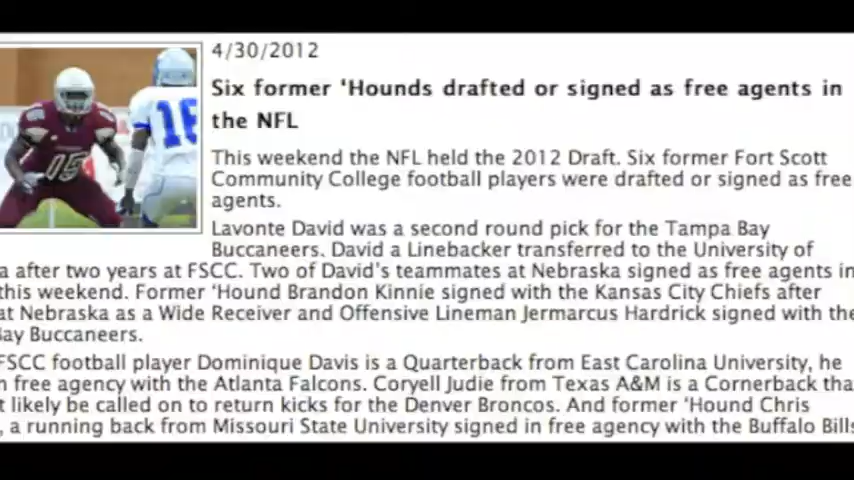 4/30/2012
Six former ‘Hounds drafted or signed as free agents in
the NFL
This weekend the NFL held the 2012 Draft. Six former Fort Scott
Community College football players were drafted or signed as free
agents.
Lavonte David was a second round pick for the Tampa Bay
Buccaneers. David a Linebacker transferred to the University of
a after two years at FSCC. Two of David's teammates at Nebraska signed as free agents in
this weekend. Former ‘Hound Brandon Kinnie signed with the Kansas City Chiefs after
at Nebraska as a Wide Receiver and Offensive Lineman Jermarcus Hardrick signed with the
Bay Buccaneers.
FSCC football player Dominique Davis is a Quarterback from East Carolina University, he
n free agency with the Atlanta Falcons. Coryell Judie from Texas A&M is a Cornerback tha
t likely be called on to return kicks for the Denver Broncos. And former ‘Hound Chris
, a running back from Missouri State University signed in free agency with the Buffalo Bills
15
16